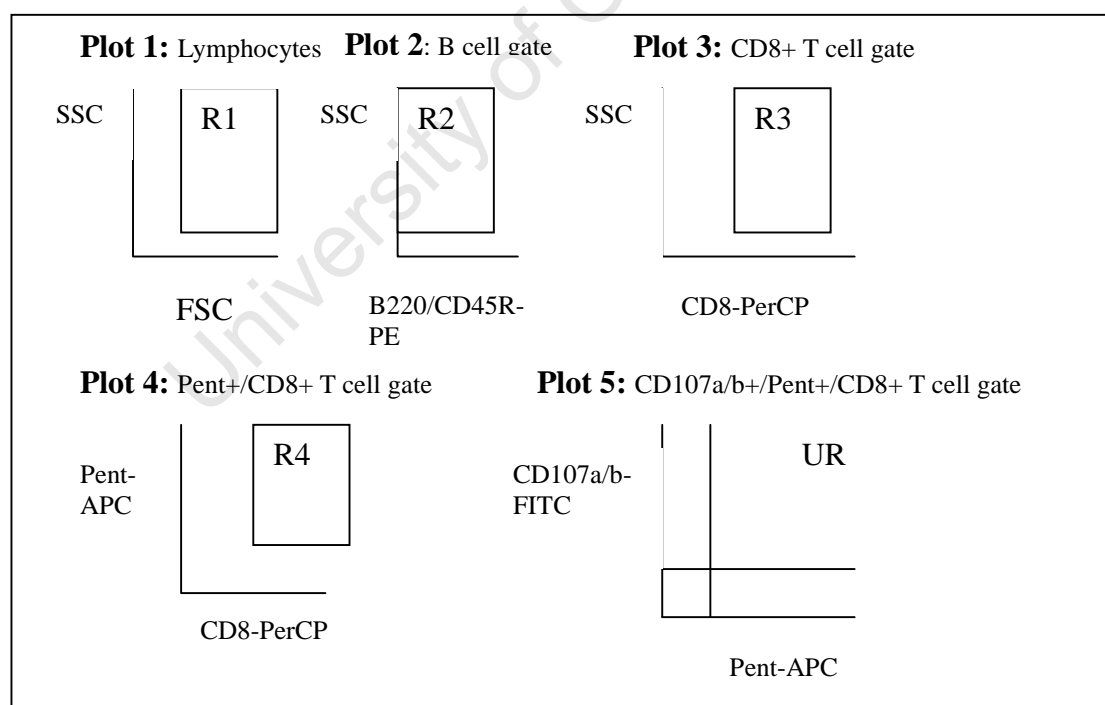 Plot 1: Lymphocytes Plot 2: B cell gate Plot 3: CD8+ T cell gate
SSC R1 SSC R2 SSC R3
FSC B220/CD45R-
PE CD8-PerCP
Plot 4: Pent+/CD8+ T cell gate Plot 5: CD107a/b+/Pent+/CD8+ T cell gate
Pent-
APC R4 CD107a/b-
FITC UR
CD8-PerCP
Pent-APC
University of C